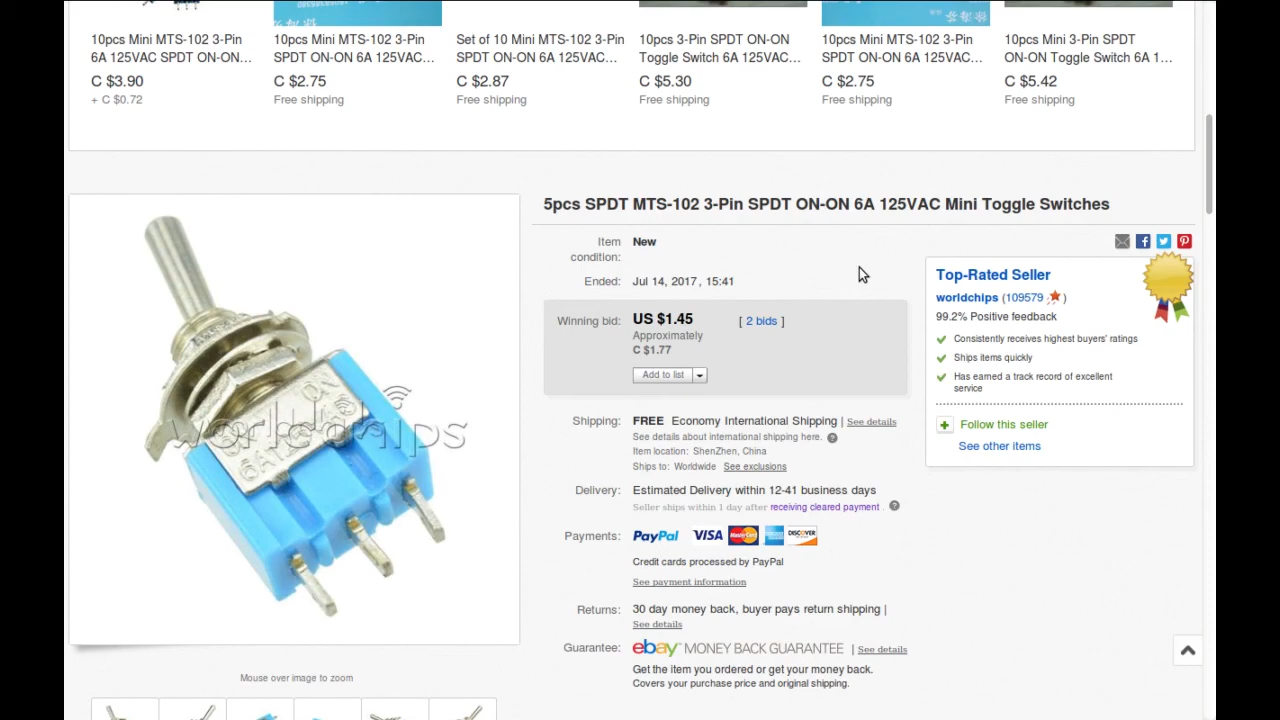 10pcs Mini MTS-102 3-Pin
6A 125VAC SPDT ON-ON...
C $3.90
+ C $0.72
10pcs Mini MTS-102 3-Pin
SPDT ON-ON 6A 125VAC...
C $2.75
Free shipping
Set of 10 Mini MTS-102 3-Pin
SPDT ON-ON 6A 125VAC...
C $2.87
Free shipping
10pcs 3-Pin SPDT ON-ON
Toggle Switch 6A 125VAC...
C $5.30
Free shipping
10pcs Mini MTS-102 3-Pin
SPDT ON-ON 6A 125VAC...
C $2.75
Free shipping
10pcs Mini 3-Pin SPDT
ON-ON Toggle Switch 6A 1...
C $5.42
Free shipping
worldchips
5pcs SPDT MTS-102 3-Pin SPDT ON-ON 6A 125VAC Mini Toggle Switches
Item condition: New
Ended: Jul 14, 2017 , 15:41
Winning bid: US $1.45 [ 2 bids ]
Approximately
C $1.77
Add to list
Shipping: FREE Economy International Shipping | See details
See details about international shipping here. ?
Item location: ShenZhen, China
Ships to: Worldwide See exclusions
Delivery: Estimated Delivery within 12-41 business days
Seller ships within 1 day after receiving cleared payment . ?
Payments: PayPal VISA MasterCard DISCOVER
Credit cards processed by PayPal
See payment information
Returns: 30 day money back, buyer pays return shipping |
See details
Guarantee: ebay MONEY BACK GUARANTEE | See details
Get the item you ordered or get your money back.
Covers your purchase price and original shipping.
Top-Rated Seller
worldchips (109579 )
99.2% Positive feedback
Consistently receives highest buyers' ratings
Ships items quickly
Has earned a track record of excellent
service
Follow this seller
See other items
Mouse over image to zoom